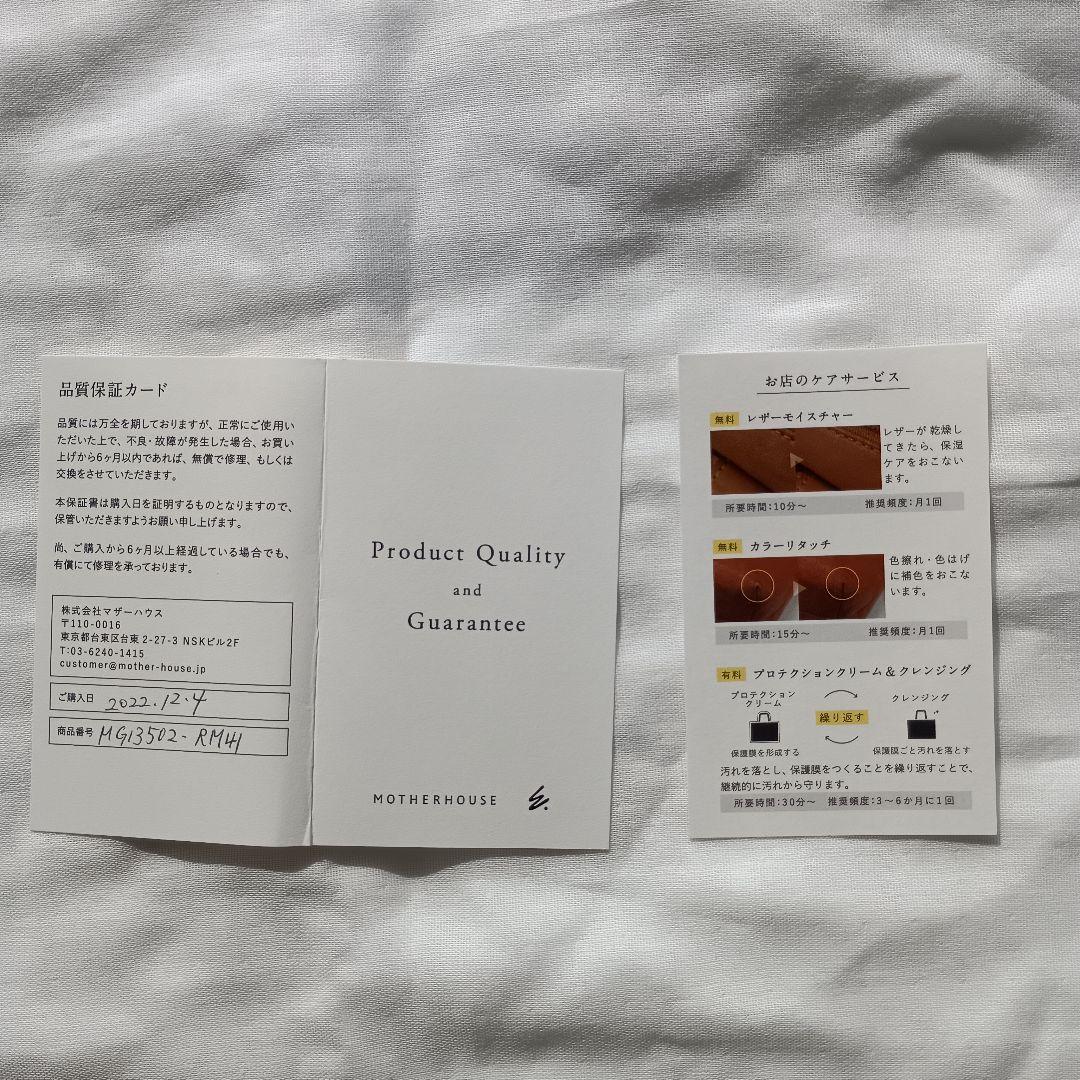 品質保証カード
品質には万全を期しておりますが、正常にご使用い
ただいた上で、不良・故障が発生した場合、お買い
上げから6ヶ月以内であれば、無償で修理、もしくは
交換をさせていただきます。
本保証書は購入日を証明するものとなりますので、
保管いただきますようお願い申し上げます。
尚、ご購入から6ヶ月以上経過している場合でも、
有償にて修理を承っております。
株式会社マザーハウス
〒110-0016
東京都台東区台東 2-27-3 NSKビル2F
T:03-6240-1415
customer@mother-house.jp
ご購入日 2022.12.4
商品番号 MG13502-RM41
Product Quality
and
Guarantee
MOTHERHOUSE
お店のケアサービス
無料 レザーモイスチャー
レザーが乾燥し
てきたら、保湿
ケアをおこない
ます。
所要時間:10分〜 推奨頻度:月1回
無料 カラーリタッチ
色擦れ・色はげ
に補色をおこな
います。
所要時間:15分〜 推奨頻度:月1回
有料 プロテクションクリーム&クレンジング
プロテクション
クリーム
繰り返す
クレンジング
保護膜を形成する
保護膜ごと汚れを落とす
汚れを落とし、保護膜をつくることを繰り返すことで、
継続的に汚れから守ります。
所要時間:30分〜 推奨頻度:3〜6か月に1回